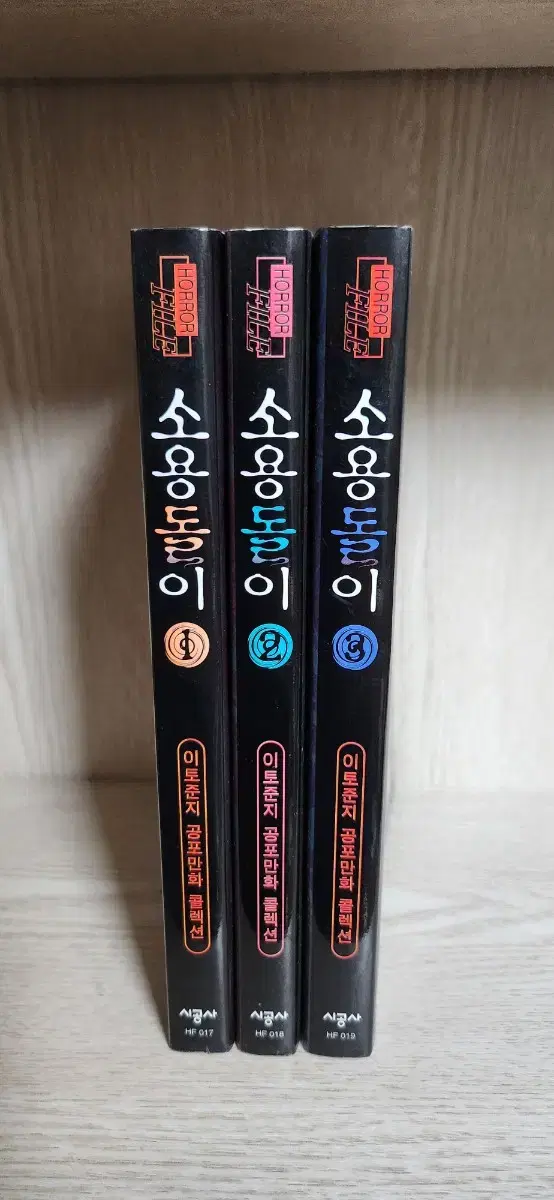 HORROR
FILE
소용돌이
1
이토준지 공포만화 콜렉션
시공사
HF 017
HORROR
FILE
소용돌이
2
이토준지 공포만화 콜렉션
시공사
HF 018
HORROR
FILE
소용돌이
3
이토준지 공포만화 콜렉션
시공사
HF 019